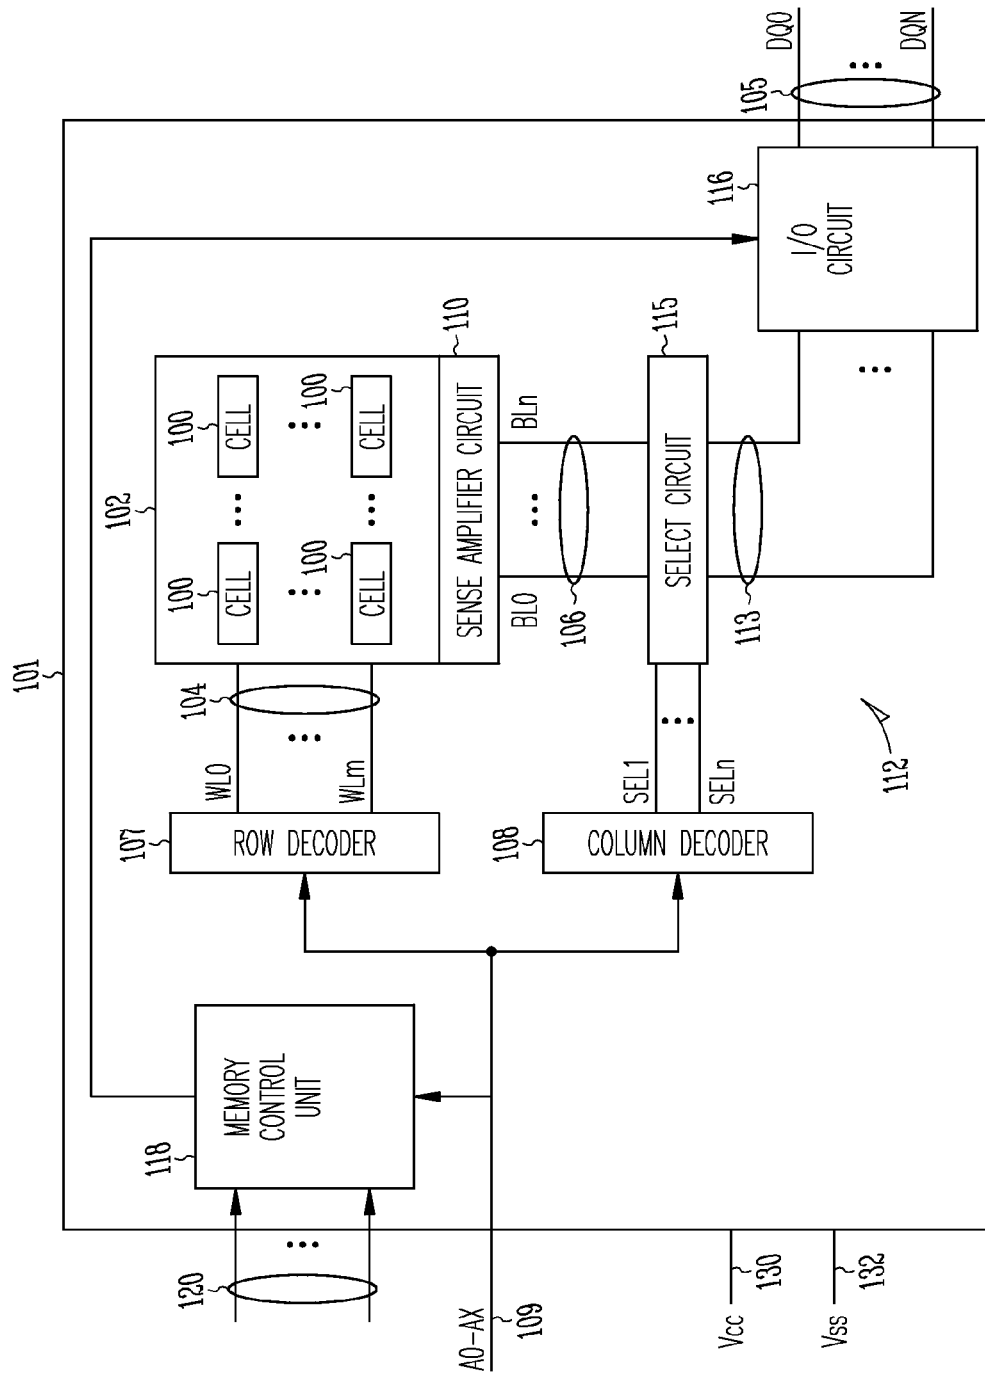 101
102
100
CELL
100
CELL
100
CELL
100
CELL
SENSE AMPLIFIER CIRCUIT
110
104
WL0
WLm
107
ROW DECODER
118
MEMORY
CONTROL
UNIT
120
BL0
BLn
106
SELECT CIRCUIT
115
113
SEL1
SELn
108
COLUMN DECODER
A0-AX
109
116
I/O
CIRCUIT
105
DQ0
DQN
112
Vcc
130
Vss
132